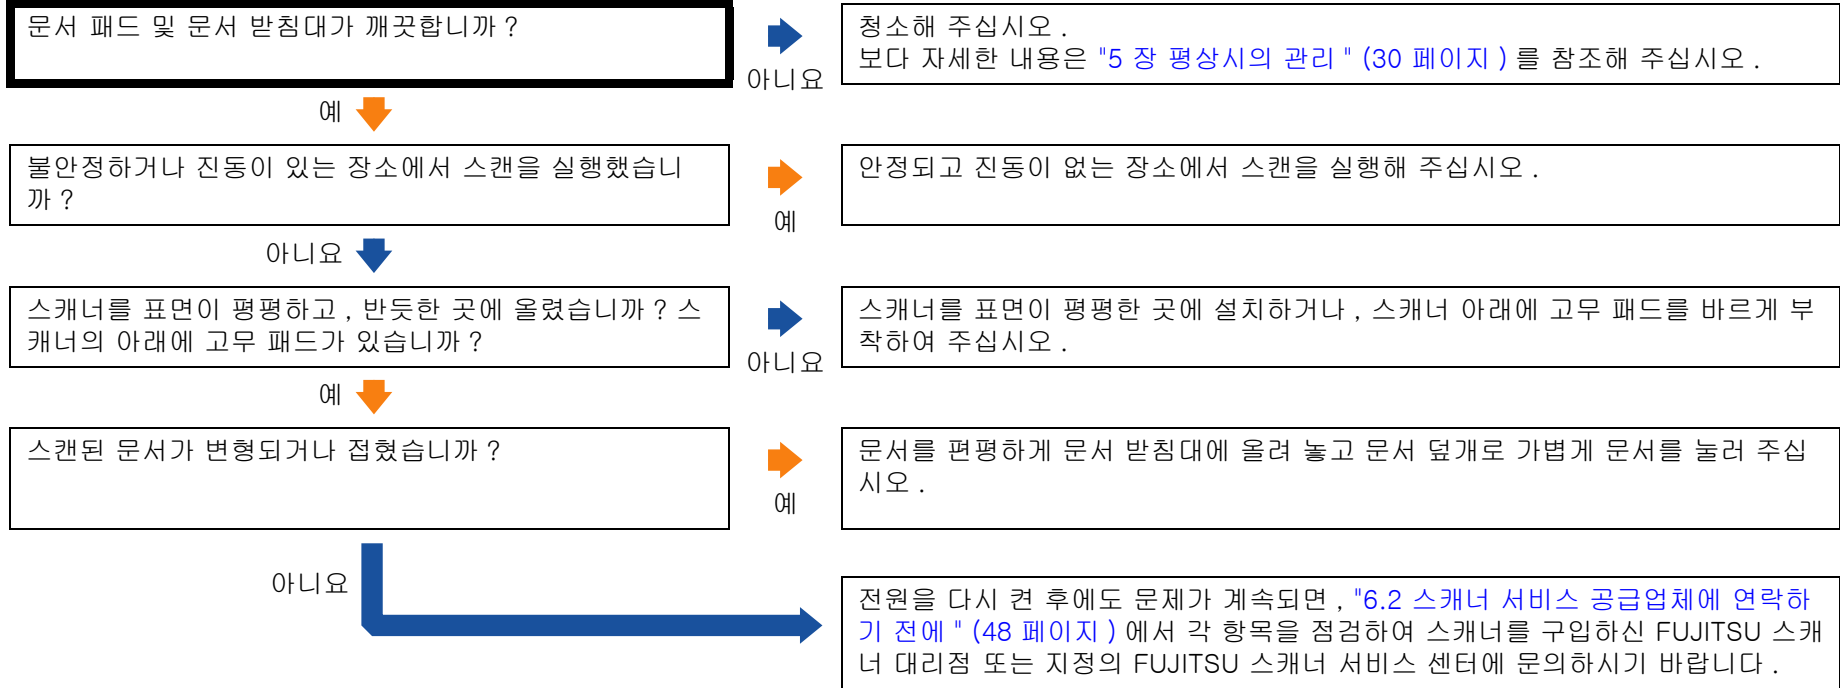 문서 패드 및 문서 받침대가 깨끗합니까 ?
아니요
청소해 주십시오 .
보다 자세한 내용은 "5 장 평상시의 관리 " (30 페이지 ) 를 참조해 주십시오 .
예
불안정하거나 진동이 있는 장소에서 스캔을 실행했습니
까 ?
예
안정되고 진동이 없는 장소에서 스캔을 실행해 주십시오 .
아니요
스캐너를 표면이 평평하고 , 반듯한 곳에 올렸습니까 ? 스
캐너의 아래에 고무 패드가 있습니까 ?
아니요
스캐너를 표면이 평평한 곳에 설치하거나 , 스캐너 아래에 고무 패드를 바르게 부
착하여 주십시오 .
예
스캔된 문서가 변형되거나 접혔습니까 ?
예
문서를 편평하게 문서 받침대에 올려 놓고 문서 덮개로 가볍게 문서를 눌러 주십
시오 .
아니요
전원을 다시 켠 후에도 문제가 계속되면 , "6.2 스캐너 서비스 공급업체에 연락하
기 전에 " (48 페이지 ) 에서 각 항목을 점검하여 스캐너를 구입하신 FUJITSU 스캐
너 대리점 또는 지정의 FUJITSU 스캐너 서비스 센터에 문의하시기 바랍니다 .